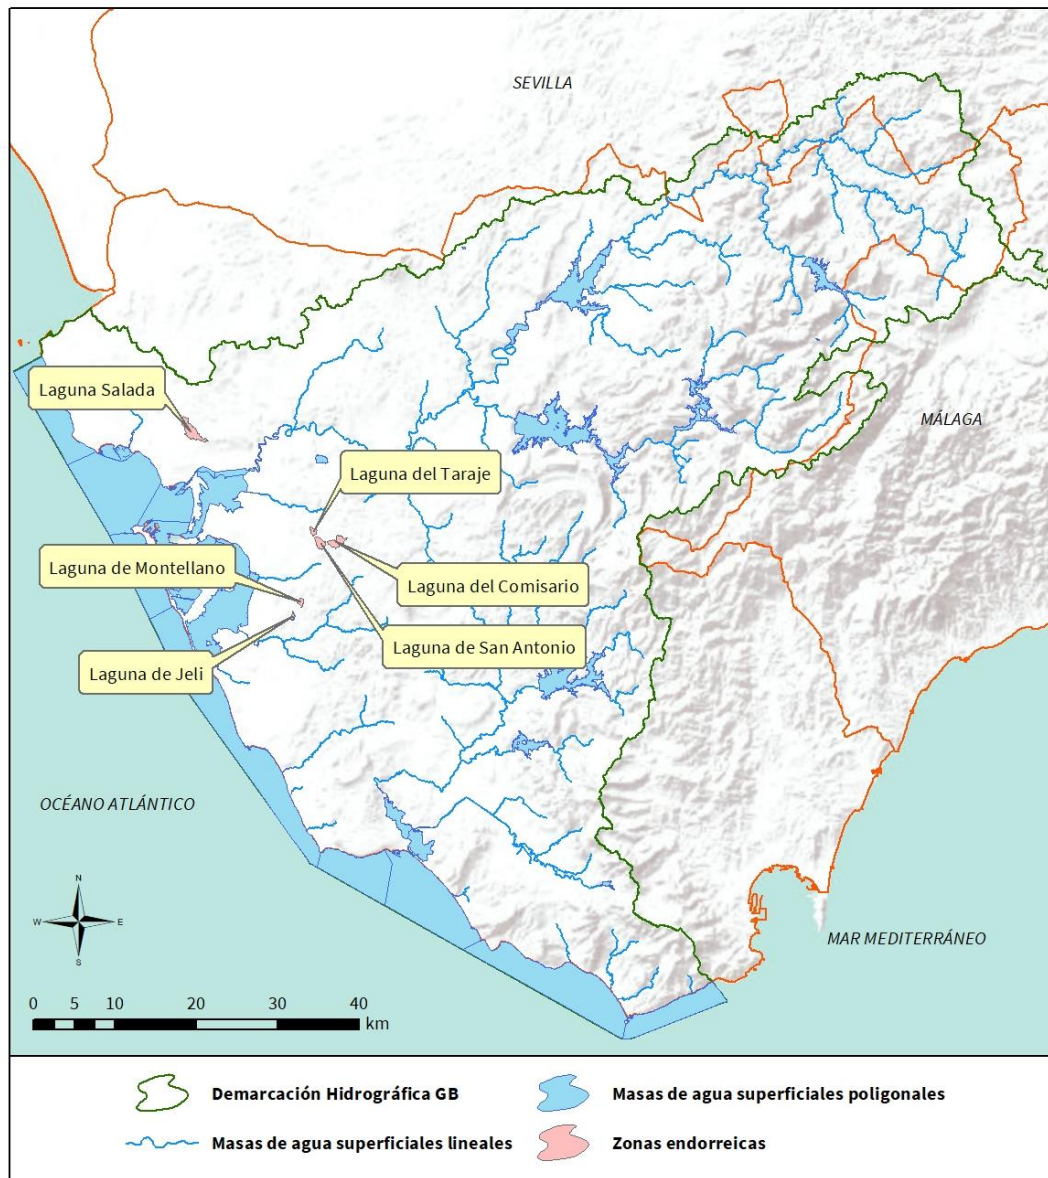 SEVILLA
Laguna Salada
MÁLAGA
Laguna del Taraje
Laguna de Montellano
Laguna del Comisario
Laguna de San Antonio
Laguna de Jeli
OCÉANO ATLÁNTICO
N
W E
S
MAR MEDITERRÁNEO
0 5 10 20 30 40
km
Demarcación Hidrográfica GB
Masas de agua superficiales poligonales
Masas de agua superficiales lineales
Zonas endorreicas